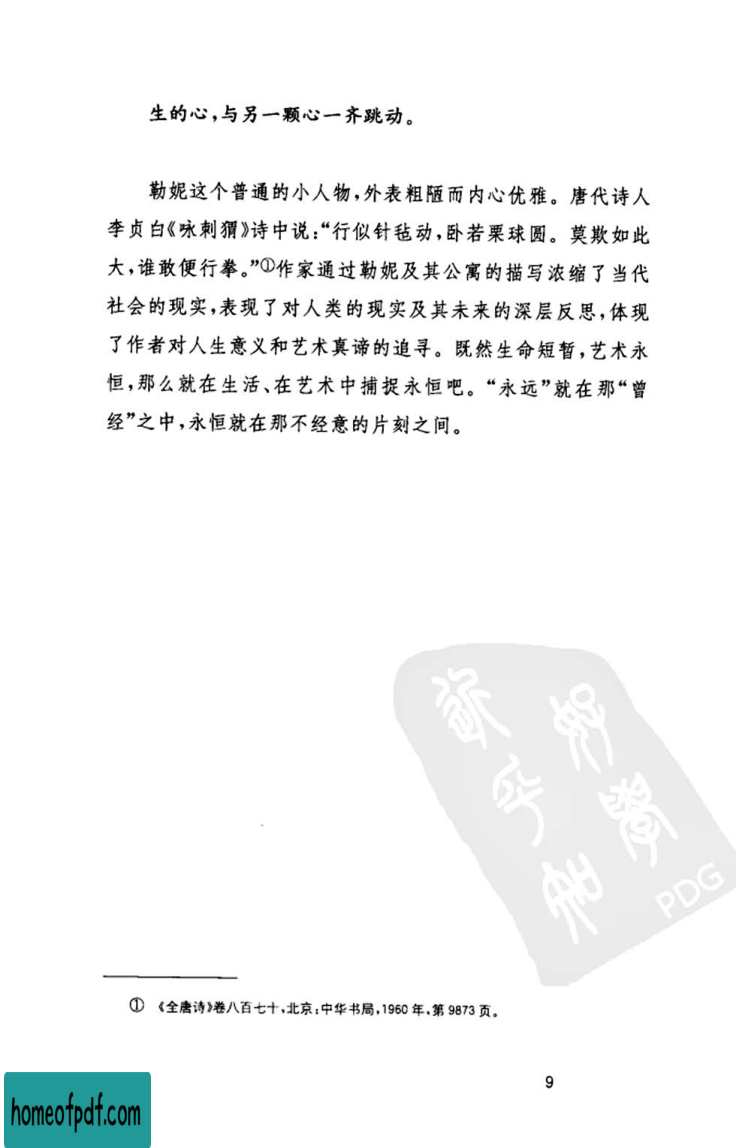 生的心,与另一颗心一齐跳动。
勒妮这个普通的小人物,外表粗陋而内心优雅。唐代诗人
李贞白《咏刺猬》诗中说:“行似针毡动,卧若栗球圆。莫欺如此
大,谁敢便行拳。”①作家通过勒妮及其公寓的描写浓缩了当代
社会的现实,表现了对人类的现实及其未来的深层反思,体现
了作者对人生意义和艺术真谛的追寻。既然生命短暂,艺术永
恒,那么就在生活、在艺术中捕捉永恒吧。“永远”就在那“曾
经”之中,永恒就在那不经意的片刻之间。
PDG
① 《全唐诗》卷八百七十,北京:中华书局,1960年,第9873页。
9
homeofpdf.com